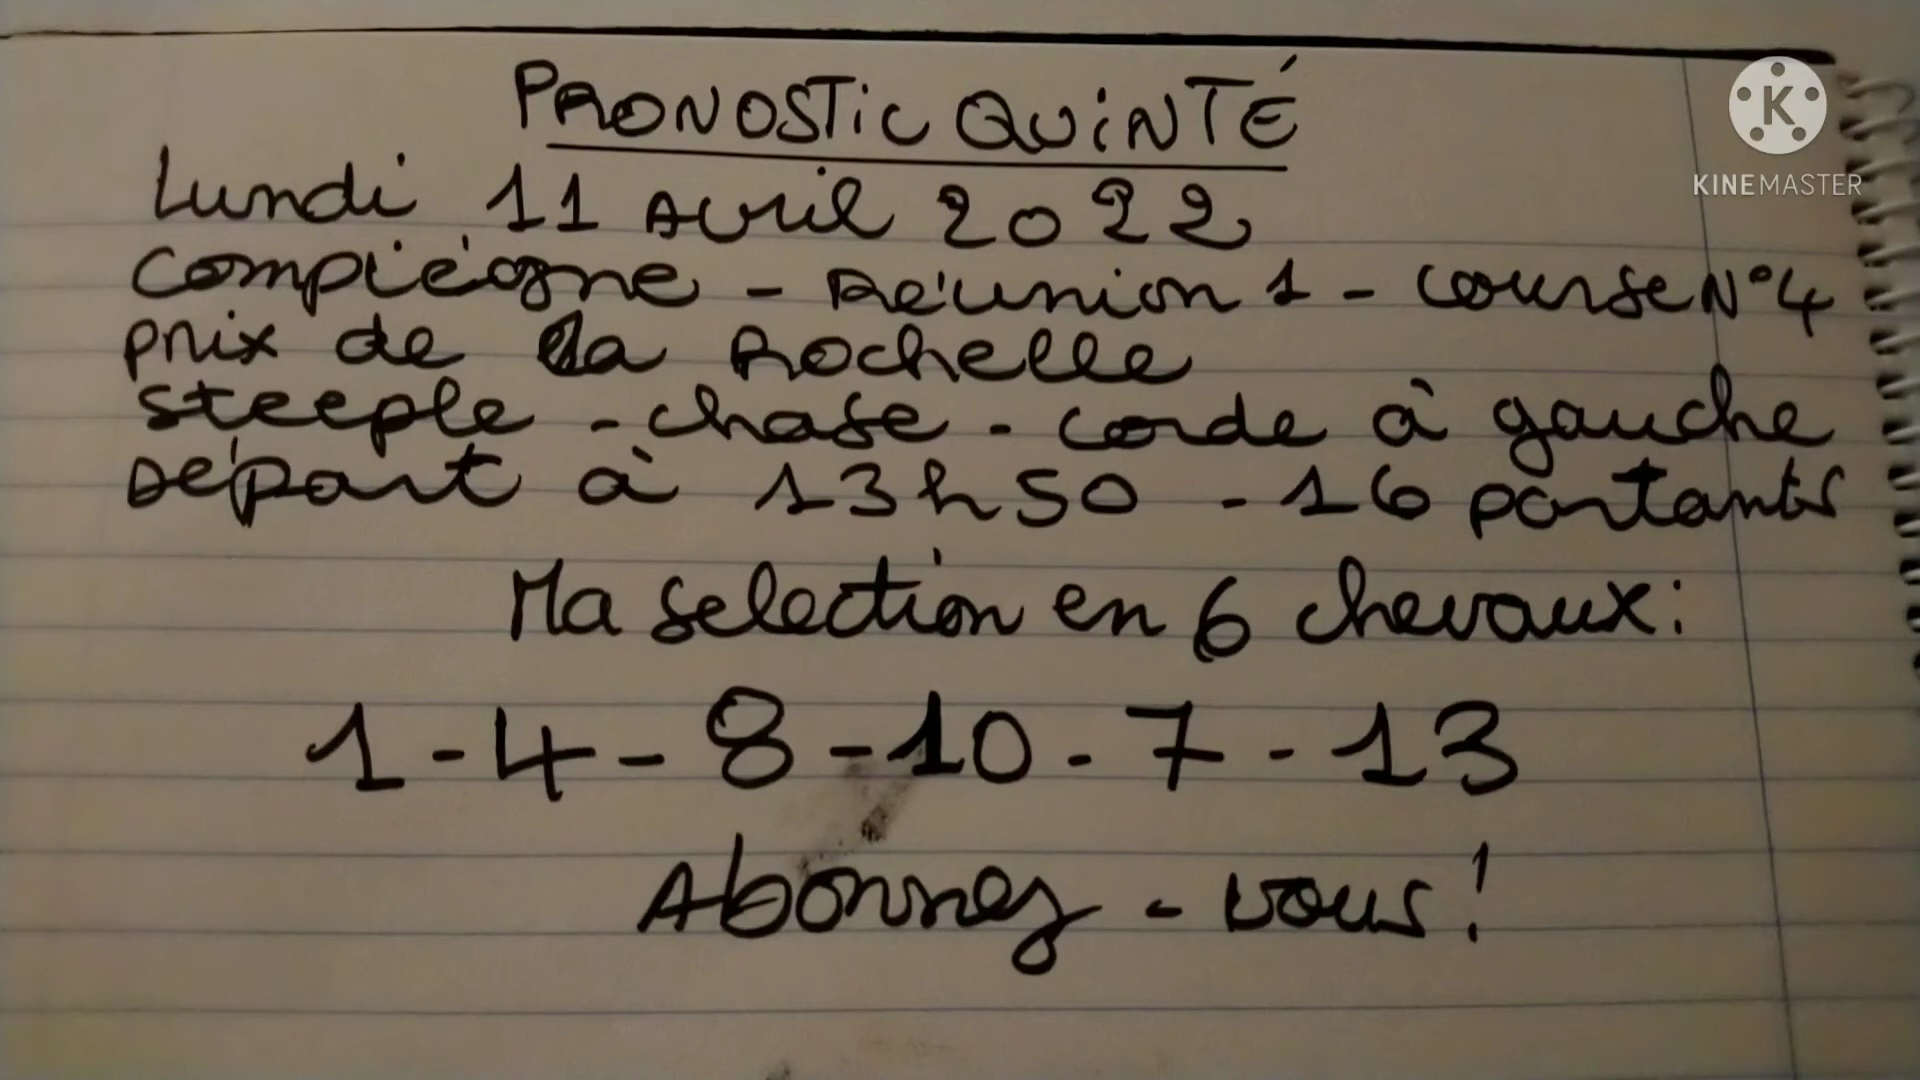 PRONOSTIC QUINTÉ
Lundi 11 Avril 2022
Compiégne - Réunion 1 - Course N°4
prix de La Rochelle
Steeple - chase - corde à gauche
Départ à 13h50 - 16 partants
Ma selection en 6 chevaux :
1 - 4 - 8 - 10 - 7 - 13
Abonnez - vous !
K
KINEMASTER